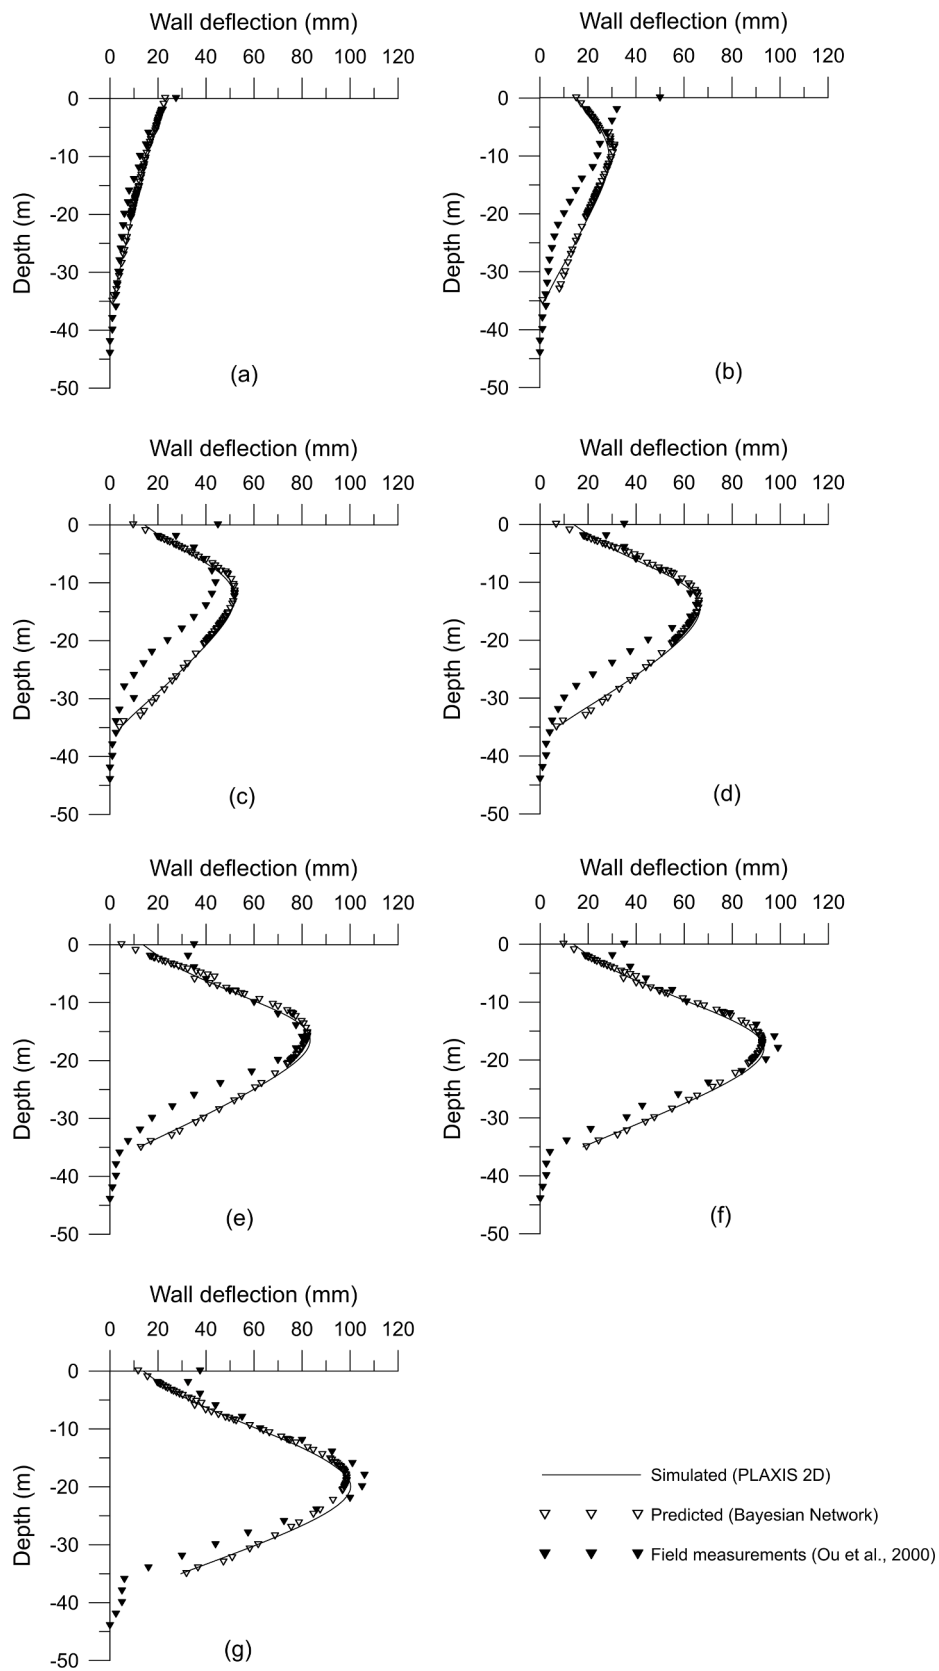 Wall deflection (mm)
0 20 40 60 80 100 120
0
-10
-20
-30
-40
-50
Depth (m)
(a)
Wall deflection (mm)
0 20 40 60 80 100 120
0
-10
-20
-30
-40
-50
Depth (m)
(b)
Wall deflection (mm)
0 20 40 60 80 100 120
0
-10
-20
-30
-40
-50
Depth (m)
(c)
Wall deflection (mm)
0 20 40 60 80 100 120
0
-10
-20
-30
-40
-50
Depth (m)
(d)
Wall deflection (mm)
0 20 40 60 80 100 120
0
-10
-20
-30
-40
-50
Depth (m)
(e)
Wall deflection (mm)
0 20 40 60 80 100 120
0
-10
-20
-30
-40
-50
Depth (m)
(f)
Wall deflection (mm)
0 20 40 60 80 100 120
0
-10
-20
-30
-40
-50
Depth (m)
(g)
Simulated (PLAXIS 2D)
Predicted (Bayesian Network)
Field measurements (Ou et al., 2000)